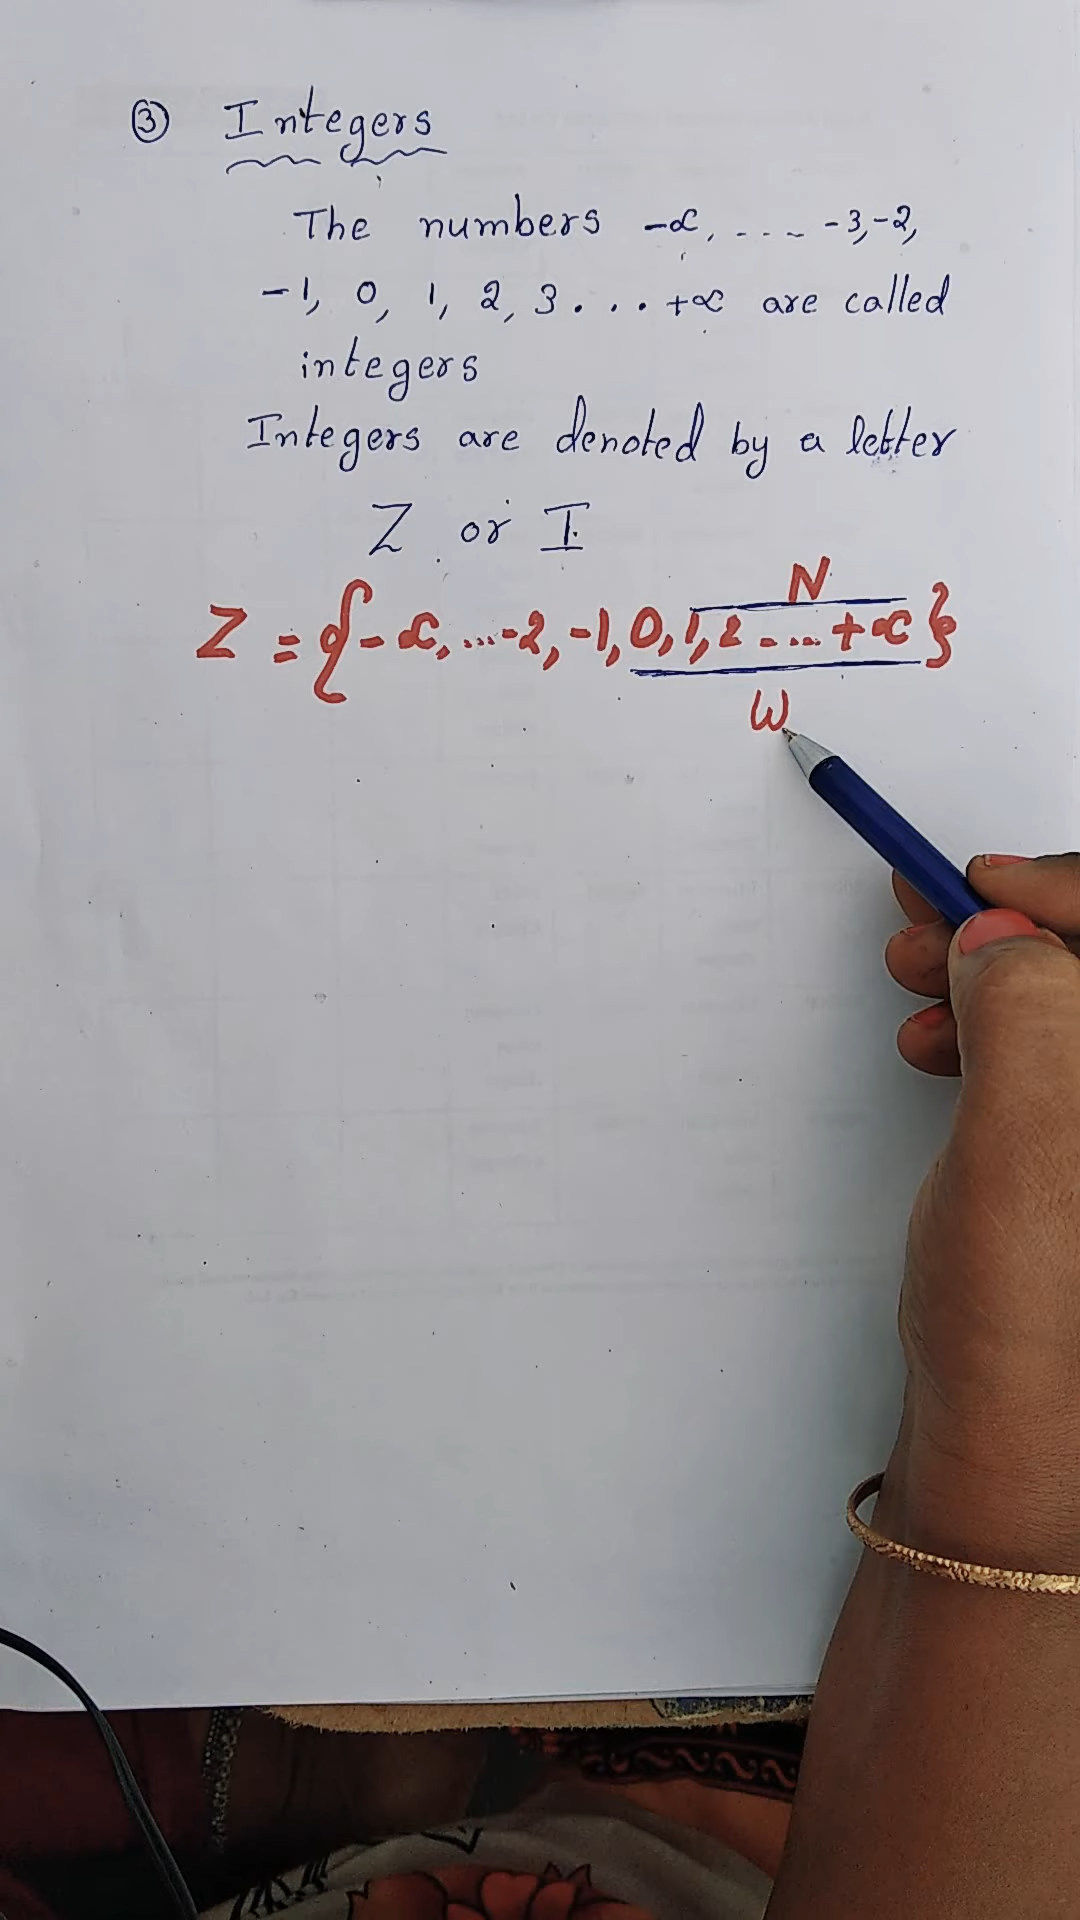 ③ Integers
The numbers -∞, .... -3,-2,
-1, 0, 1, 2, 3 . . . +∞ are called
integers
Integers are denoted by a letter
Z or I.
N
Z = {-∞, ...-2, -1, 0, 1, 2 - ... +∞}
W